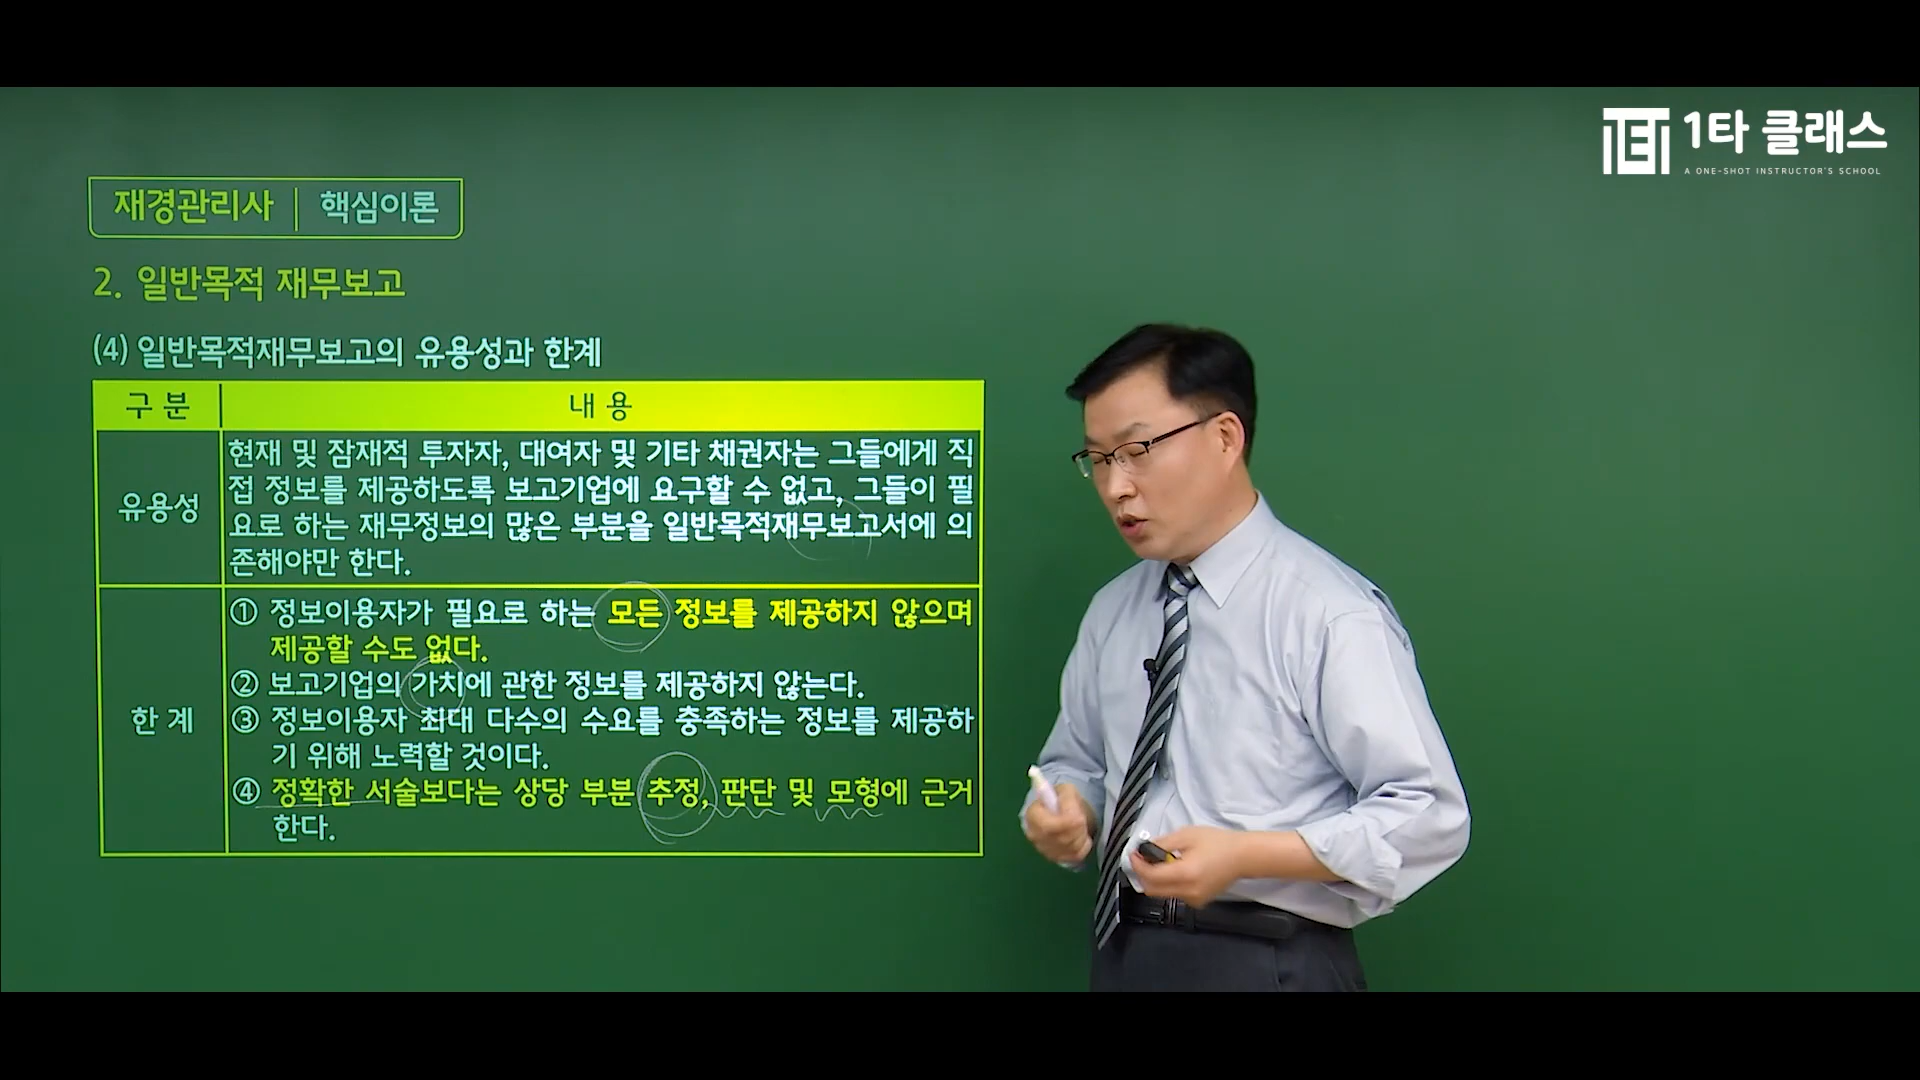 1타 클래스
A ONE-SHOT INSTRUCTOR'S SCHOOL
재경관리사 | 핵심이론
2. 일반목적 재무보고
(4) 일반목적재무보고의 유용성과 한계
구 분 내 용
유용성
현재 및 잠재적 투자자, 대여자 및 기타 채권자는 그들에게 직
접 정보를 제공하도록 보고기업에 요구할 수 없고, 그들이 필
요로 하는 재무정보의 많은 부분을 일반목적재무보고서에 의
존해야만 한다.
한 계
① 정보이용자가 필요로 하는 모든 정보를 제공하지 않으며
제공할 수도 없다.
② 보고기업의 가치에 관한 정보를 제공하지 않는다.
③ 정보이용자 최대 다수의 수요를 충족하는 정보를 제공하
기 위해 노력할 것이다.
④ 정확한 서술보다는 상당 부분 추정, 판단 및 모형에 근거
한다.